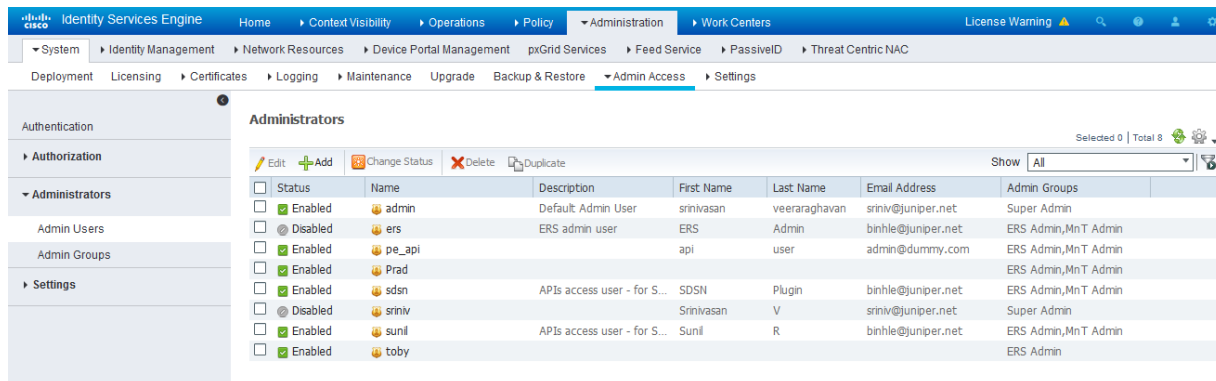 cisco Identity Services Engine Home Context Visibility Operations Policy Administration Work Centers License Warning
System Identity Management Network Resources Device Portal Management pxGrid Services Feed Service PassiveID Threat Centric NAC
Deployment Licensing Certificates Logging Maintenance Upgrade Backup & Restore Admin Access Settings
Authentication
Authorization
Administrators
Admin Users
Admin Groups
Settings
Administrators
Selected 0 | Total 8
Edit Add Change Status Delete Duplicate Show All
Status Name Description First Name Last Name Email Address Admin Groups
Enabled admin Default Admin User srinivasan veeraraghavan sriniv@juniper.net Super Admin
Disabled ers ERS admin user ERS Admin binhle@juniper.net ERS Admin,MnT Admin
Enabled pe_api api user admin@dummy.com ERS Admin,MnT Admin
Enabled Prad ERS Admin,MnT Admin
Enabled sdsn APIs access user - for S... SDSN Plugin binhle@juniper.net ERS Admin,MnT Admin
Disabled sriniv Srinivasan V sriniv@juniper.net Super Admin
Enabled sunil APIs access user - for S... Sunil R binhle@juniper.net ERS Admin,MnT Admin
Enabled toby ERS Admin